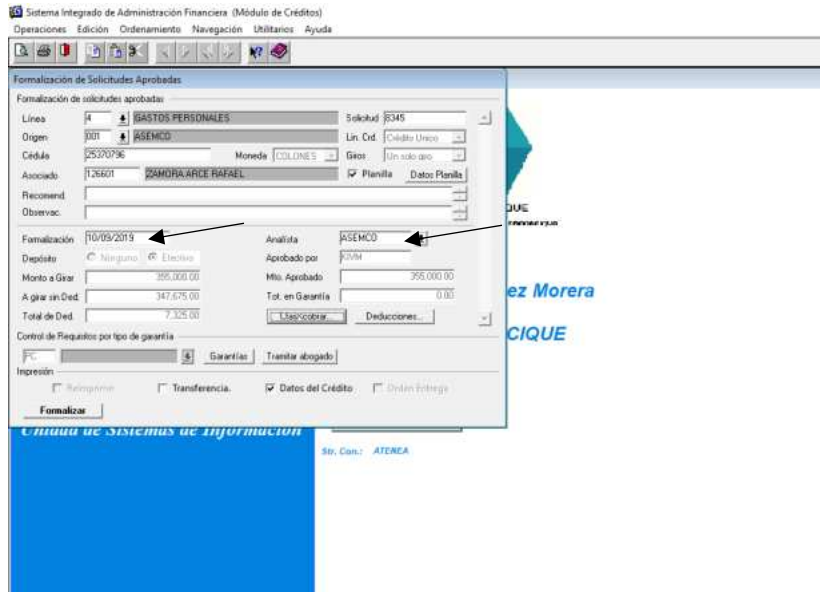 Sistema Integrado de Administración Financiera (Módulo de Créditos)
Operaciones Edición Ordenamiento Navegación Utilitarios Ayuda
Formalización de Solicitudes Aprobadas
Formalización de solicitudes aprobadas
Línea 4 GASTOS PERSONALES Solicitud 8345
Origen 001 ASEMCO Lin. Crd. Crédito Unico
Cédula 25370796 Moneda COLONES Giros Un solo giro
Asociado 126601 ZAMORA ARCE RAFAEL Planilla Datos Planilla
Recomend.
Observac.
QUE
Formalización 10/09/2019 Analista ASEMCO
Depósito Ninguno Efectivo Aprobado por
Monto a Girar 355,000.00 Mto. Aprobado 355,000.00
A girar sin Ded. 347,675.00 Tot. en Garantía 0.00
ez Morera
Total de Ded. 7,325.00 Deducciones...
CIQUE
Control de Requisitos por tipo de garantía
Garantías Tramitar abogado
Impresión
Reimprimir Transferencia. Datos del Crédito Orden Entrega
Formalizar
Unidad de Sistemas de Información
Str. Con.: ATENEA